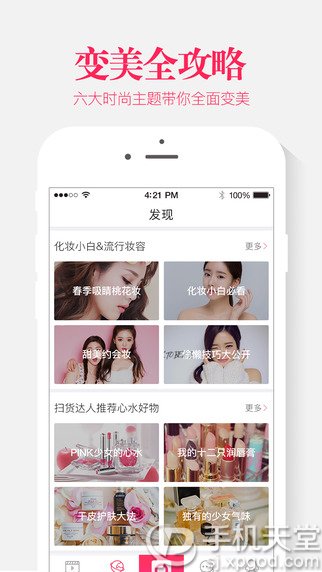 变美全攻略
六大时尚主题带你全面变美
4:21 PM
100%
发现
化妆小白&流行妆容
更多
春季吸睛桃花妆
化妆小白必看
甜美约会妆
修容技巧大公开
扫货达人推荐心水好物
更多
PINK少女的心水
我的十二只润唇膏
干皮护肤大法
独有的少女气味
手机天堂
sj.xpgod.com